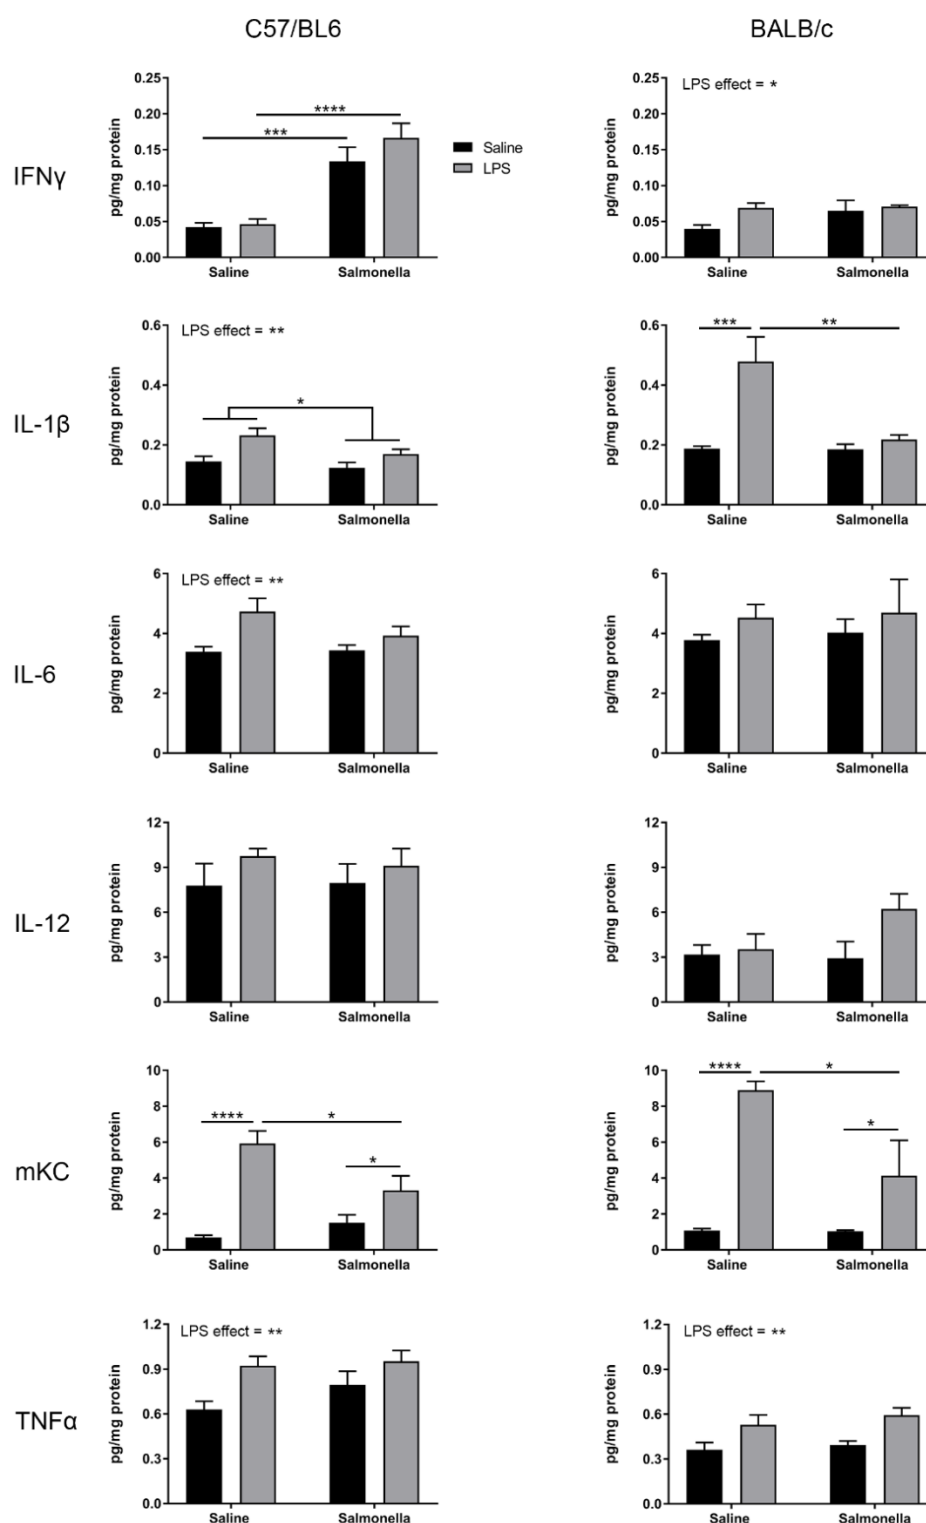 C57/BL6
BALB/c
IFNγ
pg/mg protein
0.25
0.20
0.15
0.10
0.05
0.00
***
****
Saline
Salmonella
Saline
LPS
pg/mg protein
0.25
0.20
0.15
0.10
0.05
0.00
LPS effect = *
Saline
Salmonella
IL-1β
pg/mg protein
0.6
0.4
0.2
0.0
LPS effect = **
*
Saline
Salmonella
pg/mg protein
0.6
0.4
0.2
0.0
***
**
Saline
Salmonella
IL-6
pg/mg protein
6
4
2
0
LPS effect = **
Saline
Salmonella
pg/mg protein
6
4
2
0
Saline
Salmonella
IL-12
pg/mg protein
12
9
6
3
0
Saline
Salmonella
pg/mg protein
12
9
6
3
0
Saline
Salmonella
mKC
pg/mg protein
10
8
6
4
2
0
****
*
*
Saline
Salmonella
pg/mg protein
10
8
6
4
2
0
****
*
*
Saline
Salmonella
TNFα
pg/mg protein
1.2
0.9
0.6
0.3
0.0
LPS effect = **
Saline
Salmonella
pg/mg protein
1.2
0.9
0.6
0.3
0.0
LPS effect = **
Saline
Salmonella